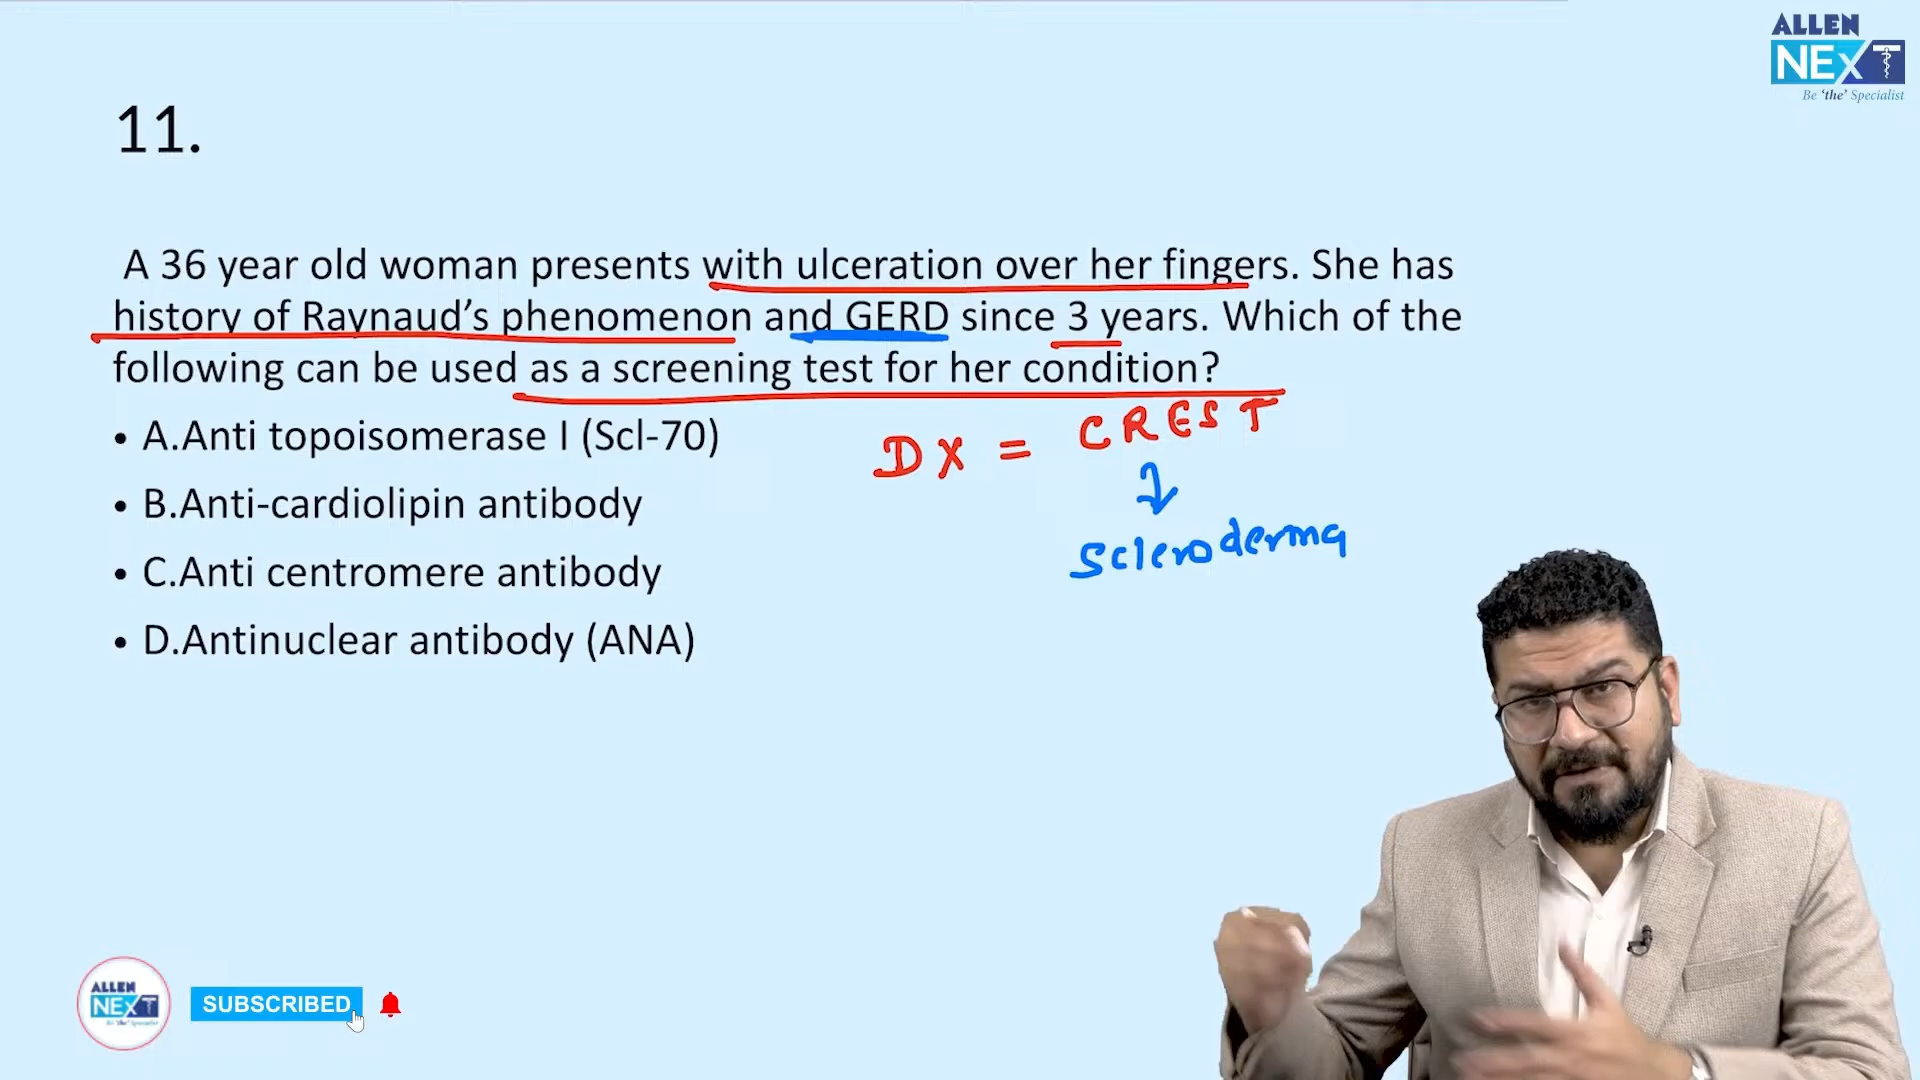 ALLEN
NEXT
Be 'the' Specialist
11.
A 36 year old woman presents with ulceration over her fingers. She has
history of Raynaud's phenomenon and GERD since 3 years. Which of the
following can be used as a screening test for her condition?
• A.Anti topoisomerase I (Scl-70)
• B.Anti-cardiolipin antibody
• C.Anti centromere antibody
• D.Antinuclear antibody (ANA)
DX = CREST
Scleroderma
ALLEN
NEXT
Be 'the' Specialist
SUBSCRIBED